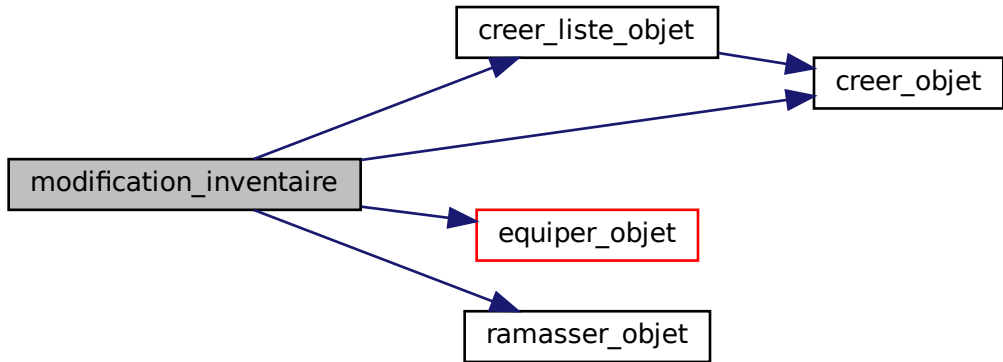 creer_liste_objet
creer_objet
modification_inventaire
equiper_objet
ramasser_objet